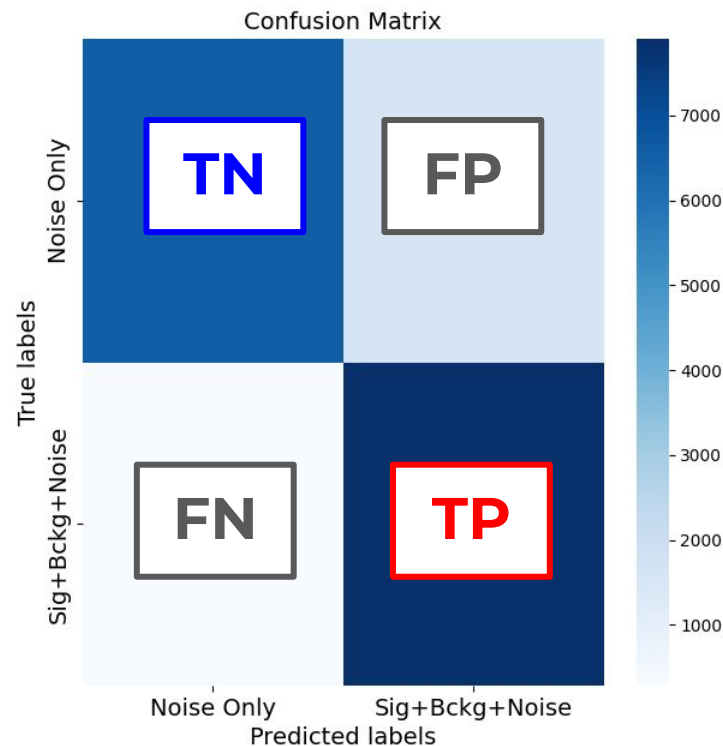 Confusion Matrix
TN
FP
FN
TP
Noise Only
Sig+Bckg+Noise
True labels
Noise Only
Sig+Bckg+Noise
Predicted labels
7000
6000
5000
4000
3000
2000
1000